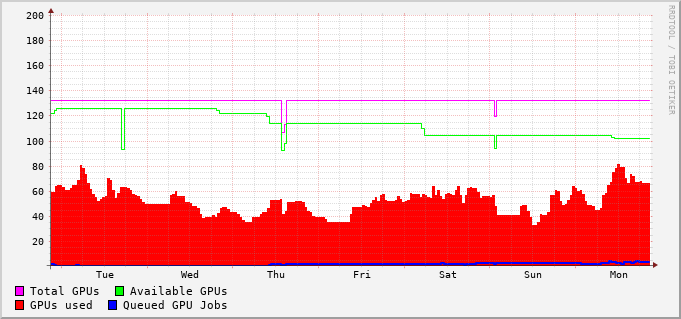 200
180
160
140
120
100
80
60
40
20
Tue Wed Thu Fri Sat Sun Mon
Total GPUs Available GPUs
GPUs used Queued GPU Jobs
RRDTOOL / TOBI OETIKER